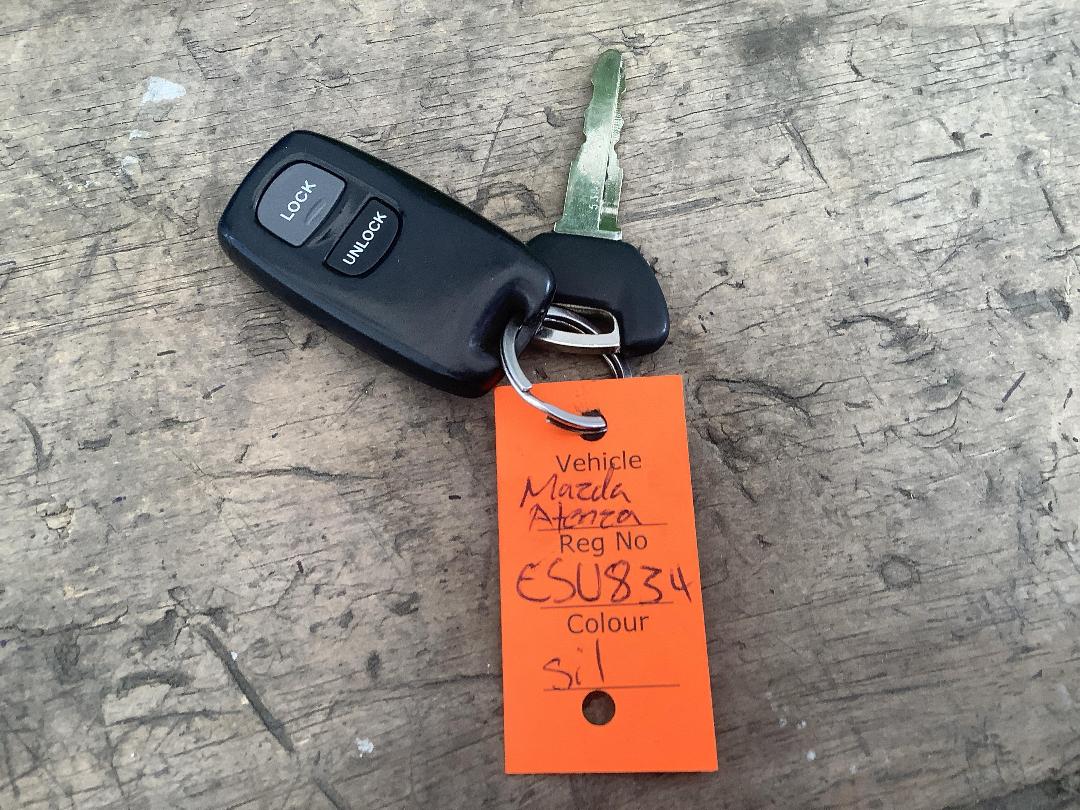 LOCK
UNLOCK
Vehicle
Mazda
Atenza
Reg No
ESU834
Colour
Sil